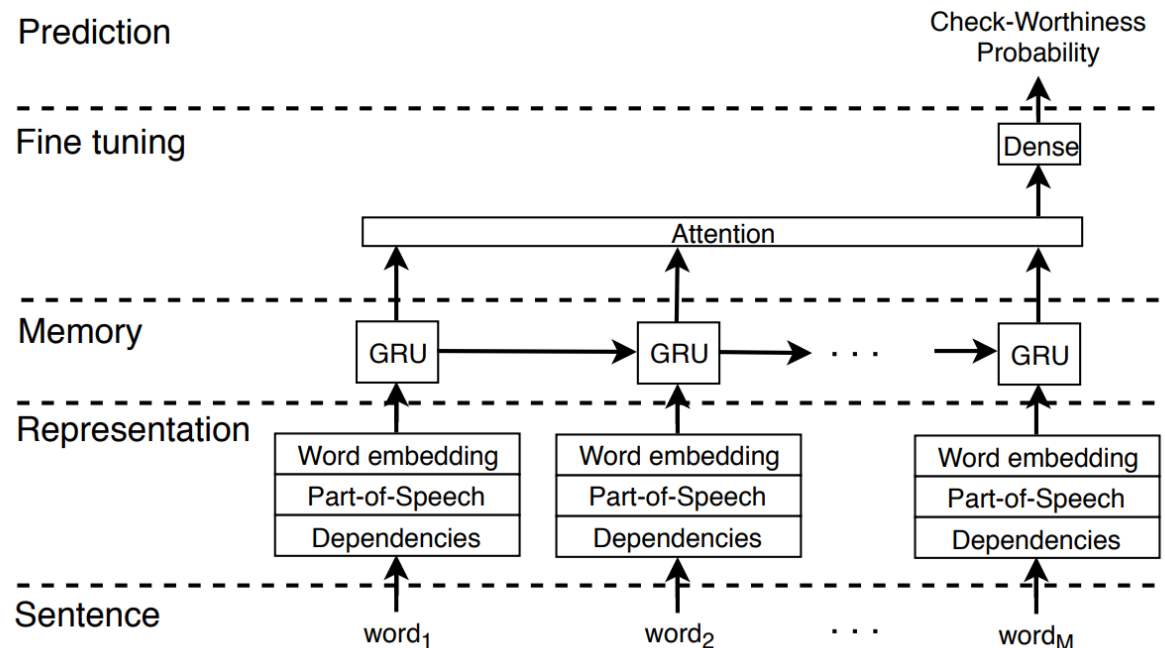 Prediction
Check-Worthiness
Probability
Fine tuning
Dense
Attention
Memory
GRU GRU . . . GRU
Representation
Word embedding Word embedding Word embedding
Part-of-Speech Part-of-Speech Part-of-Speech
Dependencies Dependencies Dependencies
Sentence
word1 word2 . . . wordM